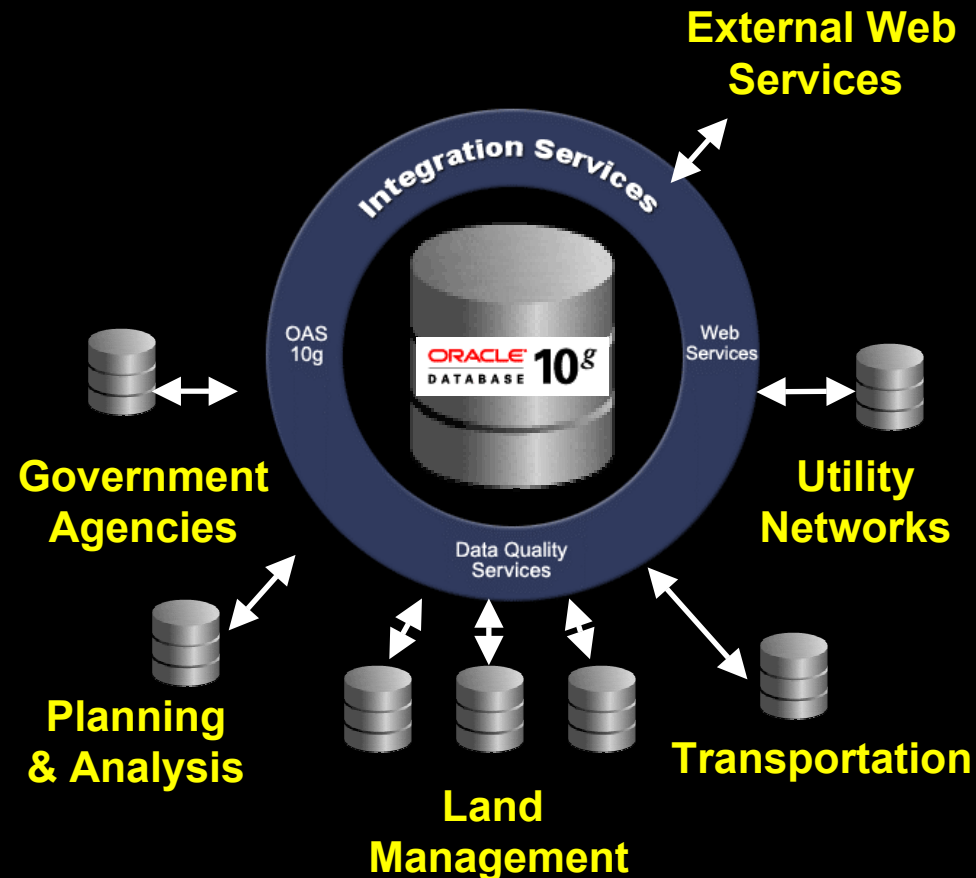 External Web
Services
Integration Services
OAS
10g
ORACLE
DATABASE 10g
Web
Services
Government
Agencies
Utility
Networks
Data Quality
Services
Planning
& Analysis
Land
Management
Transportation